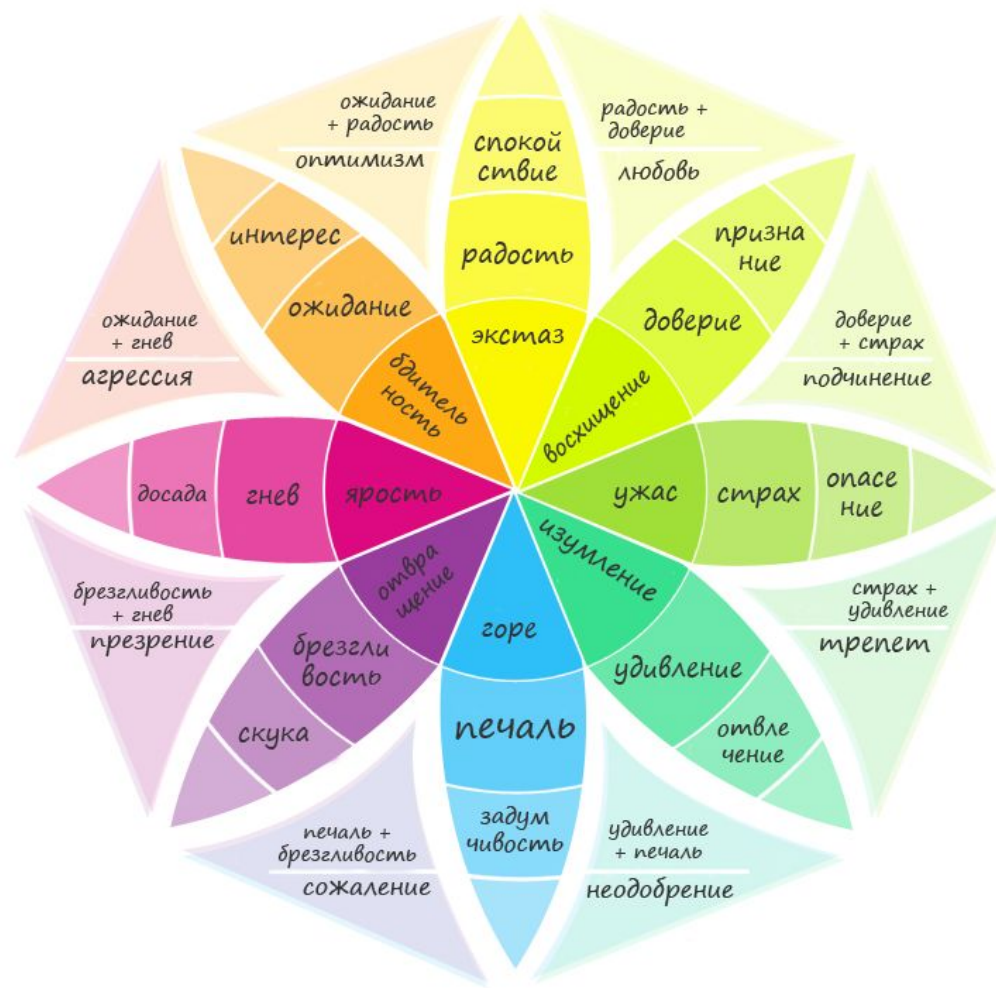 ожидание
+ радость
оптимизм
радость +
доверие
любовь
спокой
ствие
радость
экстаз
интерес
ожидание
бдитель
ность
призна
ние
доверие
восхищение
ожидание
+ гнев
агрессия
доверие
+ страх
подчинение
досада
гнев
ярость
ужас
страх
опасе
ние
отвра
щение
брезгли
вость
скука
изумление
удивление
отвле
чение
горе
печаль
задум
чивость
брезгливость
+ гнев
презрение
страх +
удивление
трепет
печаль +
брезгливость
сожаление
удивление
+ печаль
неодобрение